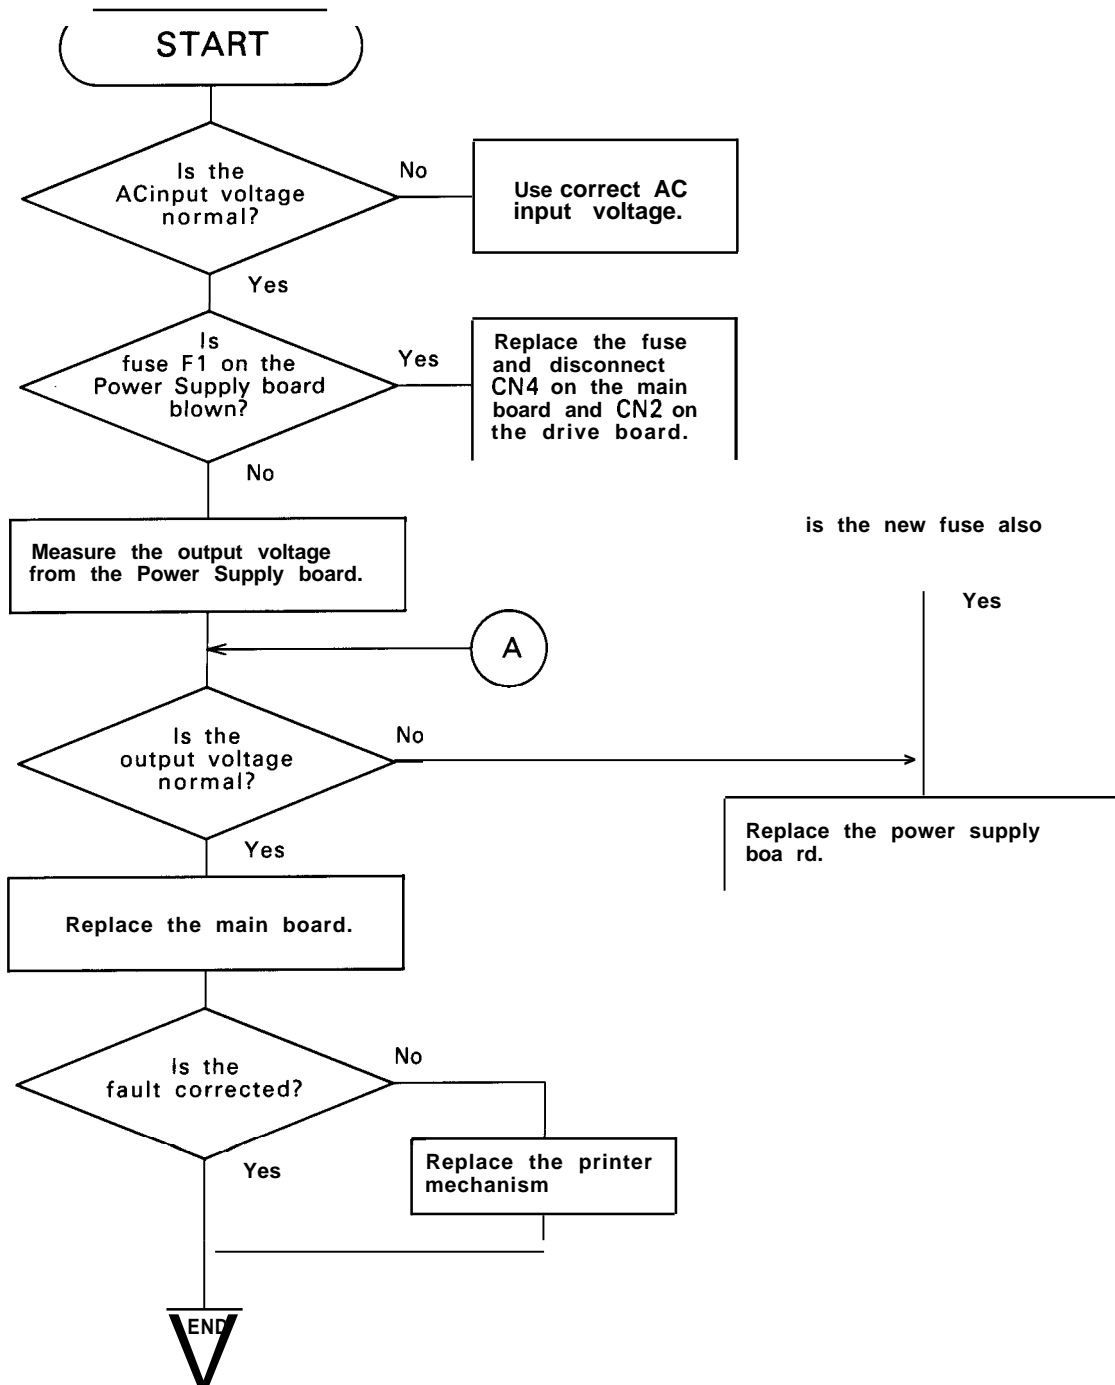 START
Is the
ACinput voltage
normal?
No
Use correct AC
input voltage.
Yes
Is
fuse F1 on the
Power Supply board
blown?
Yes
Replace the fuse
and disconnect
CN4 on the main
board and CN2 on
the drive board.
No
Measure the output voltage
from the Power Supply board.
is the new fuse also
Yes
A
Is the
output voltage
normal?
No
Replace the power supply
boa rd.
Yes
Replace the main board.
Is the
fault corrected?
No
Replace the printer
mechanism
Yes
END